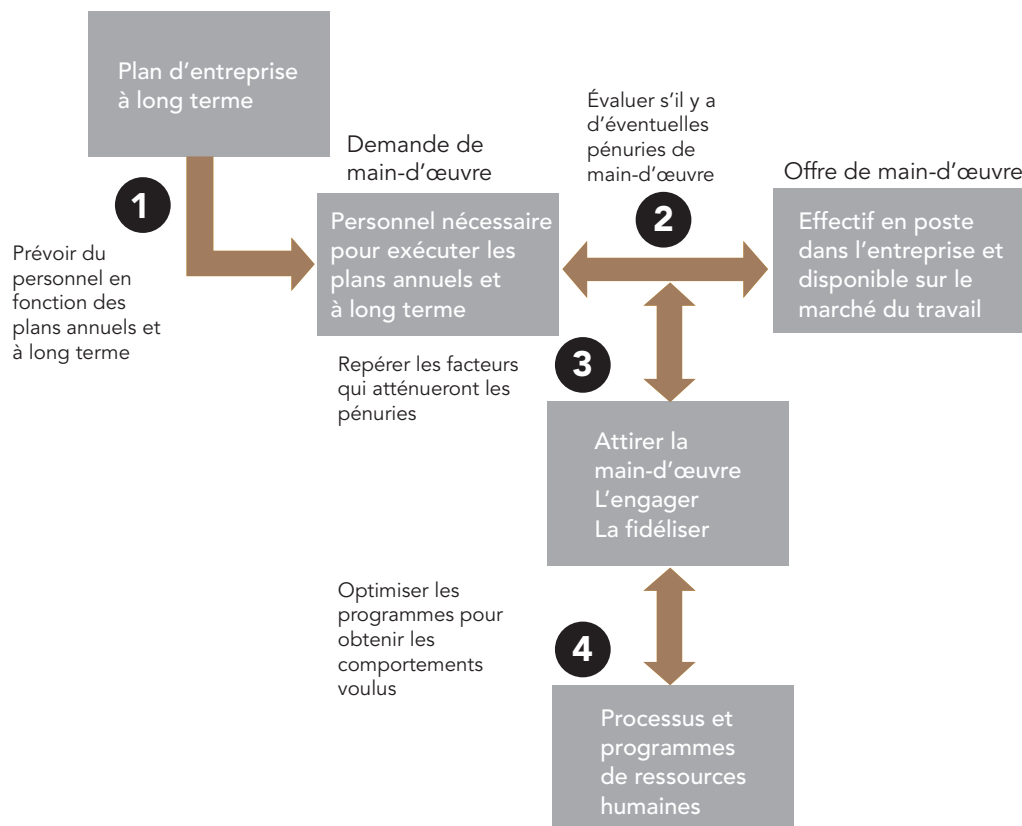 Plan d’entreprise
à long terme
1
Prévoir du
personnel en
fonction des
plans annuels et
à long terme
Demande de
main-d’œuvre
Personnel nécessaire
pour exécuter les
plans annuels et
à long terme
Évaluer s’il y a
d’éventuelles
pénuries de
main-d’œuvre
2
Offre de main-d’œuvre
Effectif en poste
dans l’entreprise et
disponible sur le
marché du travail
Repérer les facteurs
qui atténueront les
pénuries
3
Attirer la
main-d’œuvre
L’engager
La fidéliser
Optimiser les
programmes pour
obtenir les
comportements
voulus
4
Processus et
programmes
de ressources
humaines